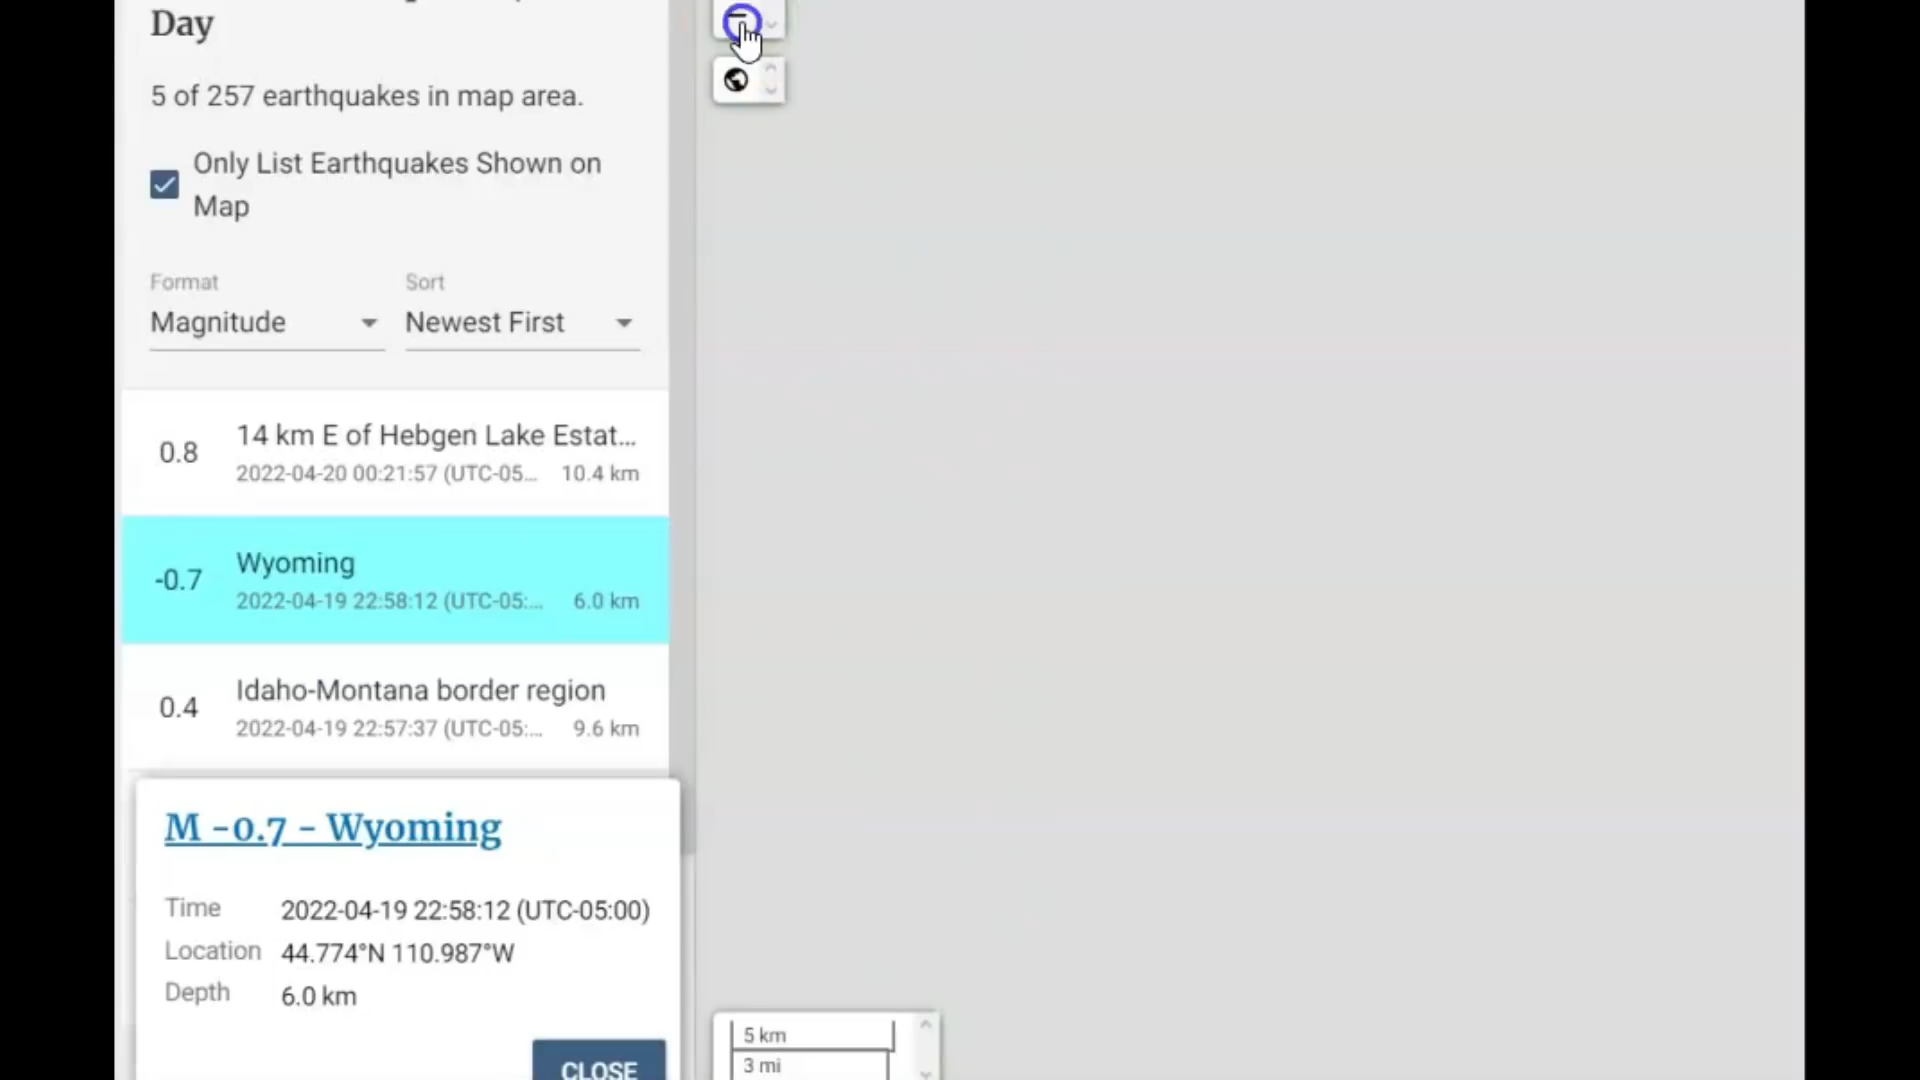 Day
5 of 257 earthquakes in map area.
Only List Earthquakes Shown on
Map
Format
Sort
Magnitude
Newest First
0.8
14 km E of Hebgen Lake Estat...
2022-04-20 00:21:57 (UTC-05... 10.4 km
-0.7
Wyoming
2022-04-19 22:58:12 (UTC-05:... 6.0 km
0.4
Idaho-Montana border region
2022-04-19 22:57:37 (UTC-05:... 9.6 km
M -0.7 - Wyoming
Time 2022-04-19 22:58:12 (UTC-05:00)
Location 44.774°N 110.987°W
Depth 6.0 km
CLOSE
5 km
3 mi